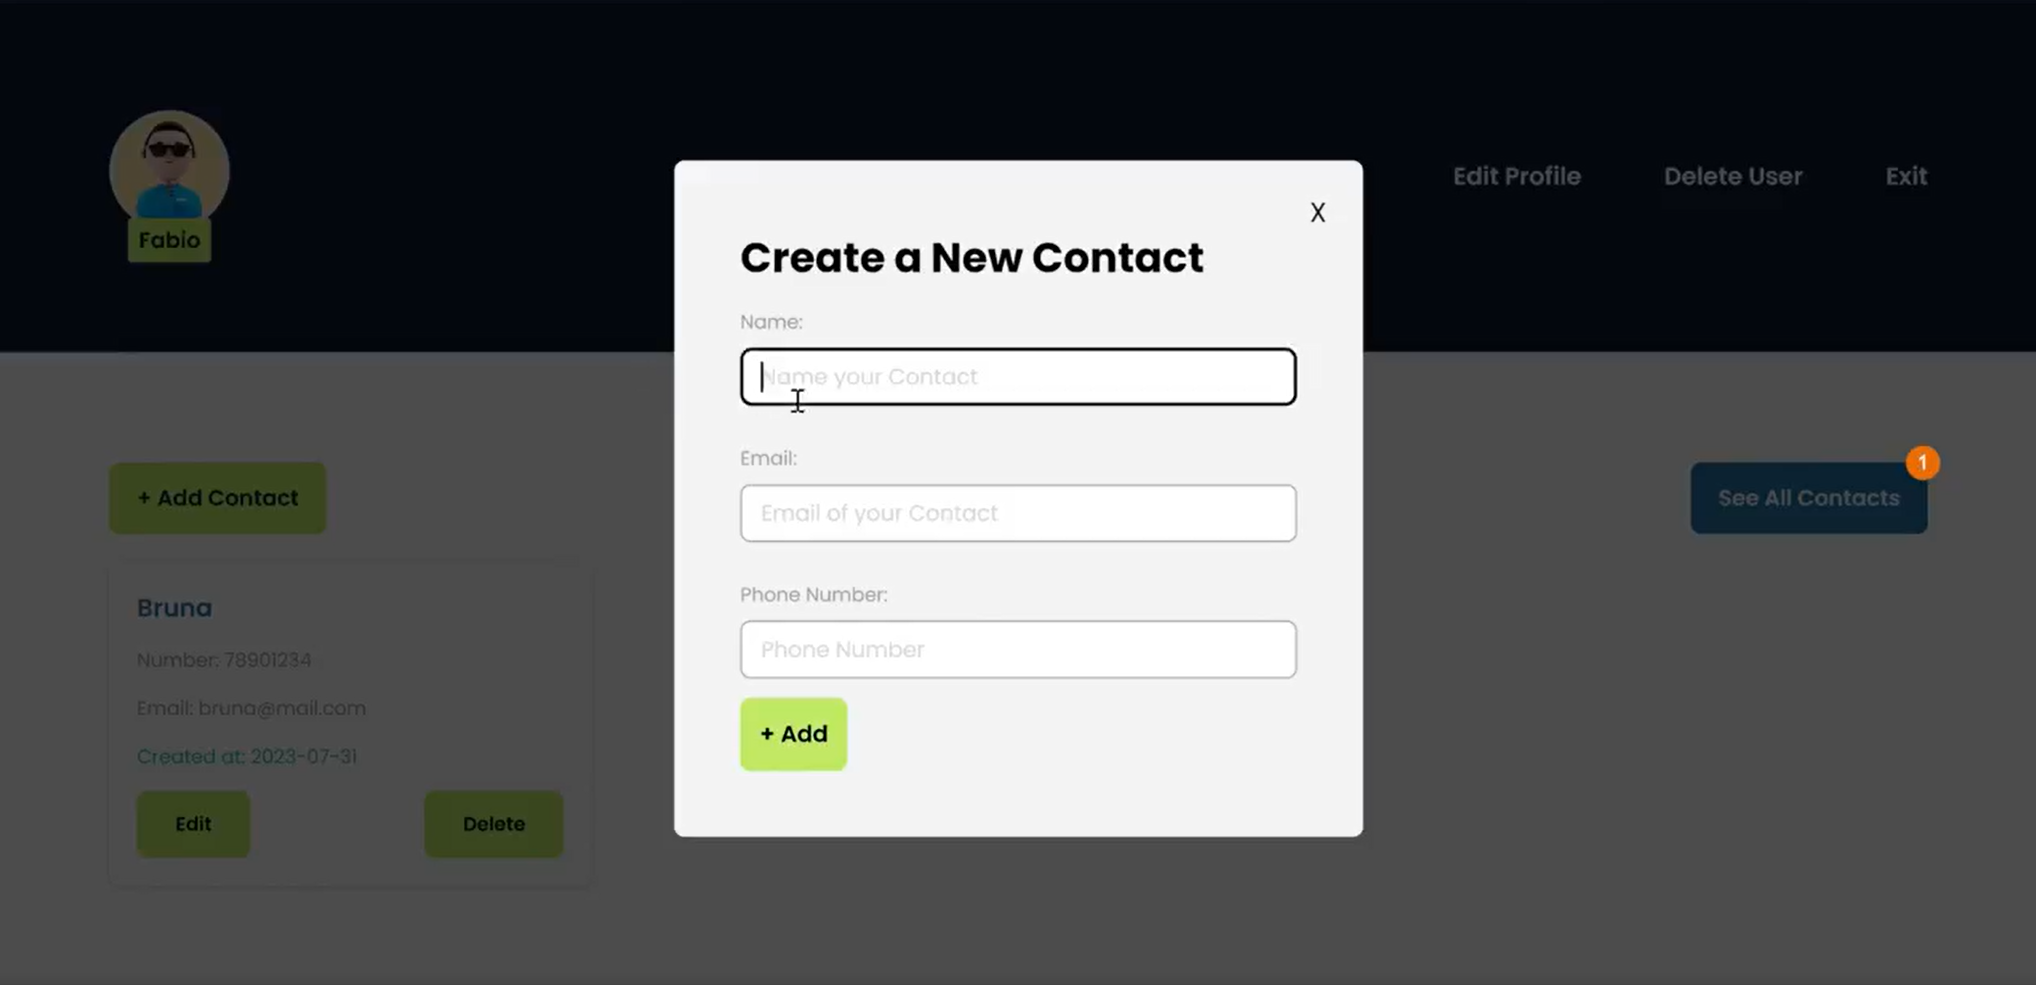 Fabio
Edit Profile
Delete User
Exit
X
Create a New Contact
Name:
Name your Contact
Email:
Email of your Contact
Phone Number:
Phone Number
+ Add
+ Add Contact
1
See All Contacts
Bruna
Number: 78901234
Email: bruna@mail.com
Created at: 2023-07-31
Edit
Delete